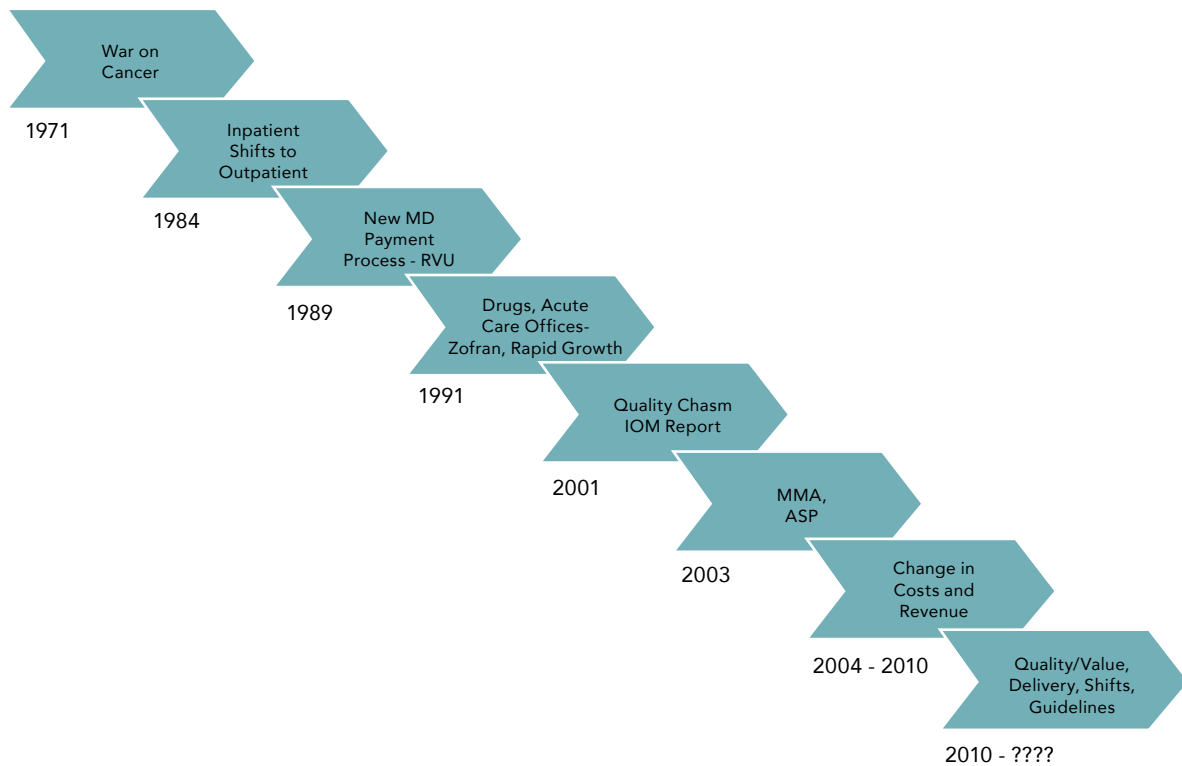 War on
Cancer
1971
Inpatient
Shifts to
Outpatient
1984
New MD
Payment
Process - RVU
1989
Drugs, Acute
Care Offices-
Zofran, Rapid Growth
1991
Quality Chasm
IOM Report
2001
MMA,
ASP
2003
Change in
Costs and
Revenue
2004 - 2010
Quality/Value,
Delivery, Shifts,
Guidelines
2010 - ????